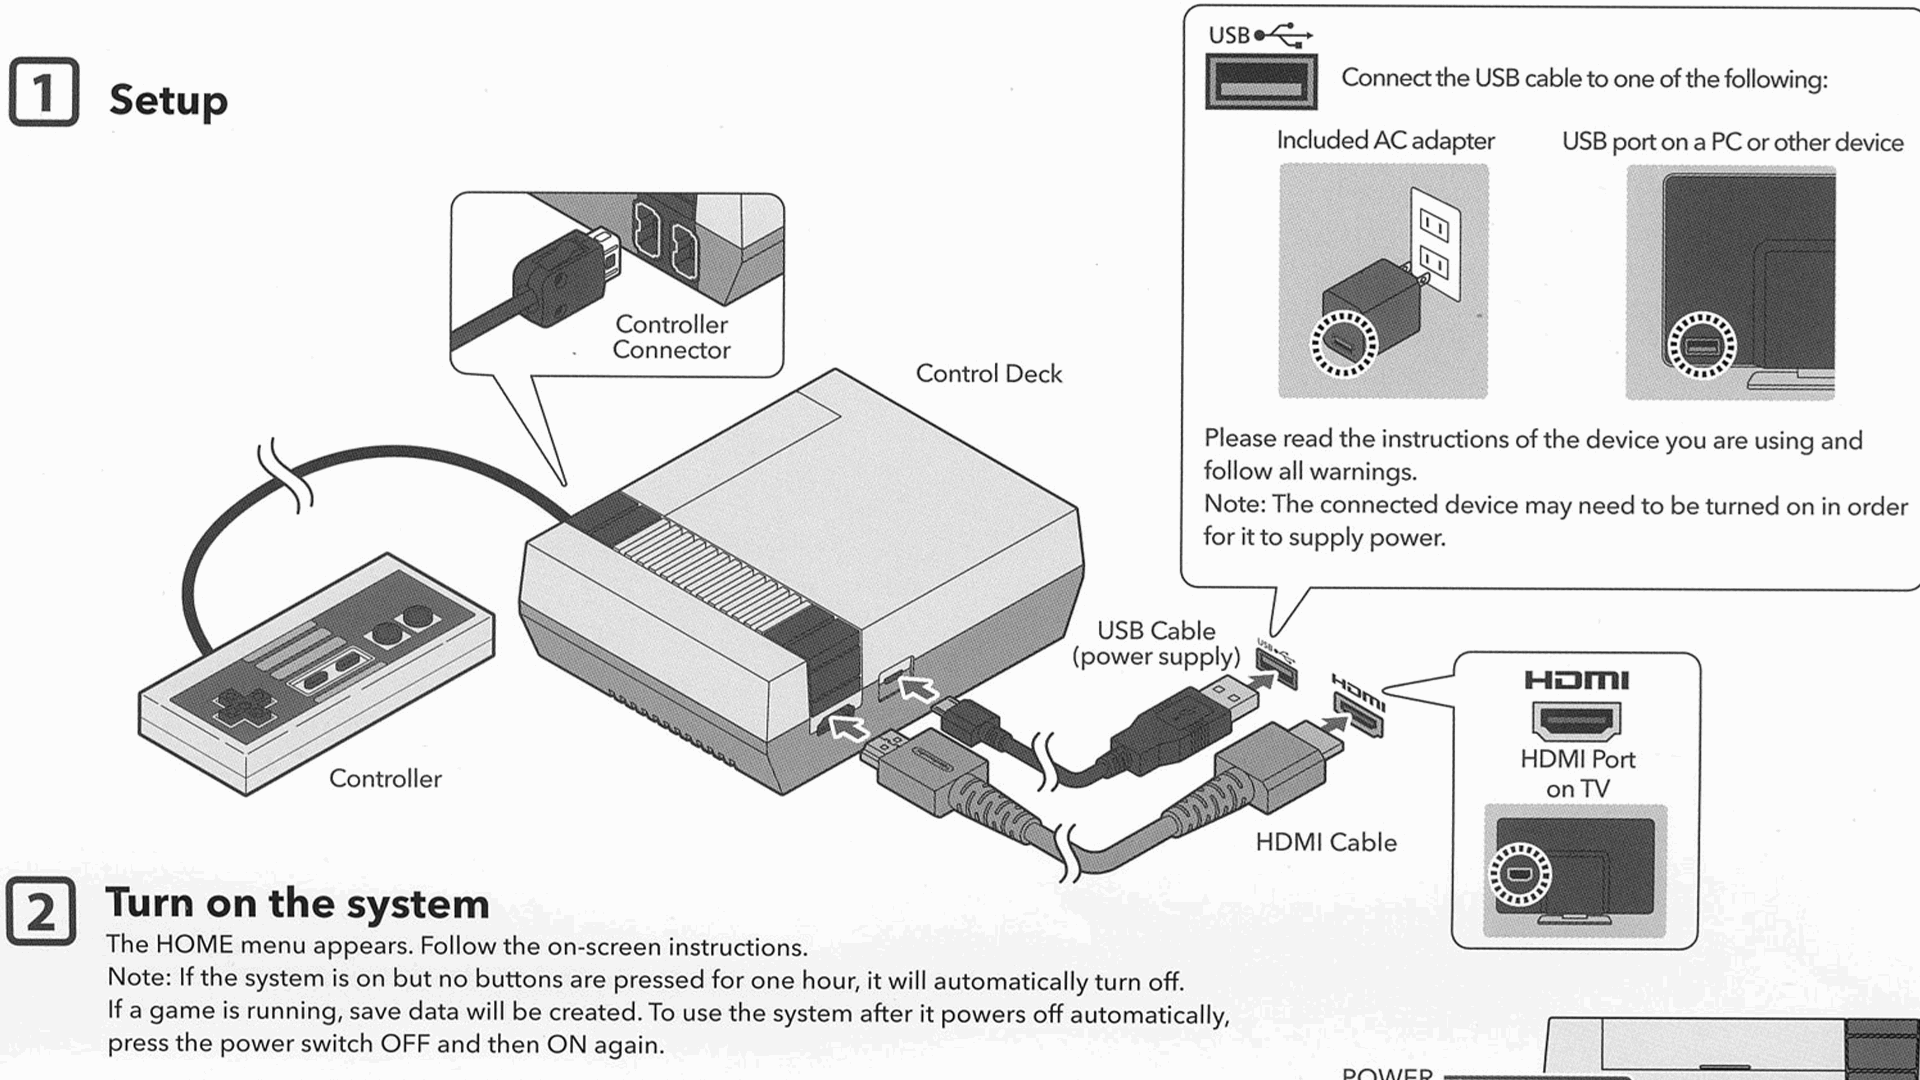 1 Setup
USB
Connect the USB cable to one of the following:
Included AC adapter
USB port on a PC or other device
Please read the instructions of the device you are using and
follow all warnings.
Note: The connected device may need to be turned on in order
for it to supply power.
Controller
Connector
Control Deck
Controller
USB Cable
(power supply)
USB
HDMI
HDMI Cable
HDMI
HDMI Port
on TV
2 Turn on the system
The HOME menu appears. Follow the on-screen instructions.
Note: If the system is on but no buttons are pressed for one hour, it will automatically turn off.
If a game is running, save data will be created. To use the system after it powers off automatically,
press the power switch OFF and then ON again.
POWER